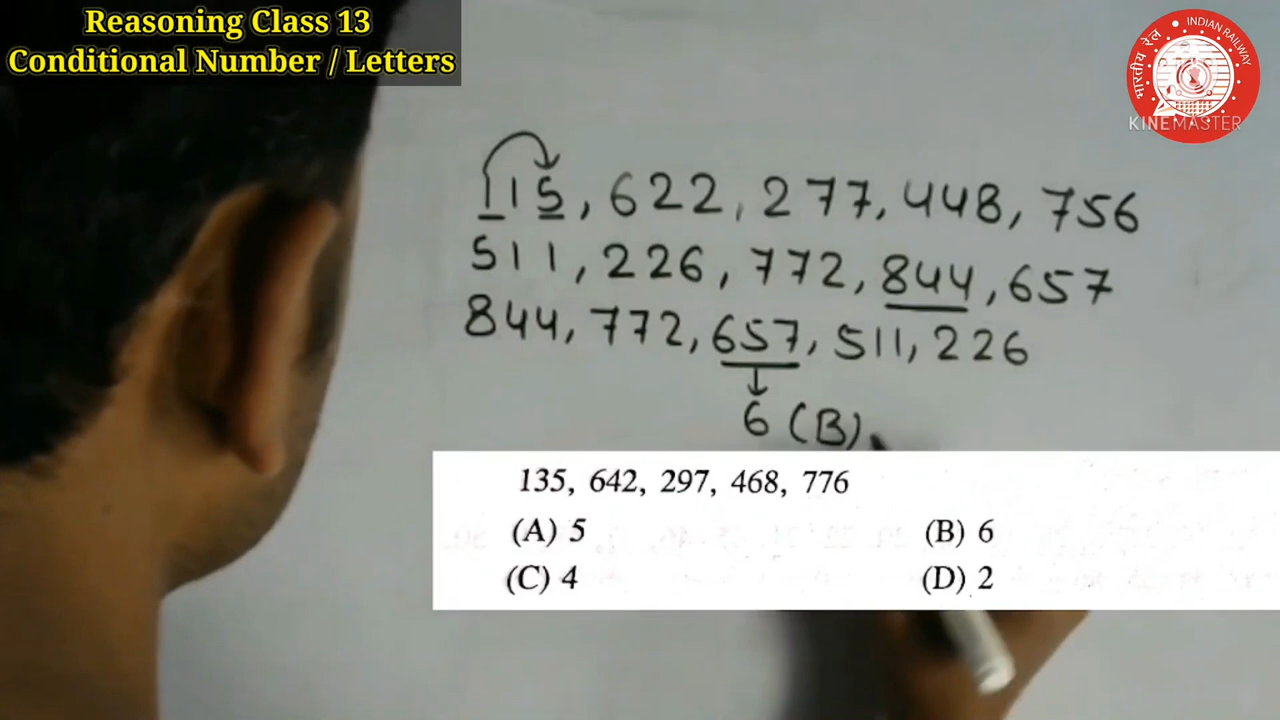 Reasoning Class 13
Conditional Number / Letters
भारतीय रेल INDIAN RAILWAY
KINEMASTER
115, 622, 277, 448, 756
511, 226, 772, 844, 657
844, 772, 657, 511, 226
6 (B)
135, 642, 297, 468, 776
(A) 5 (B) 6
(C) 4 (D) 2